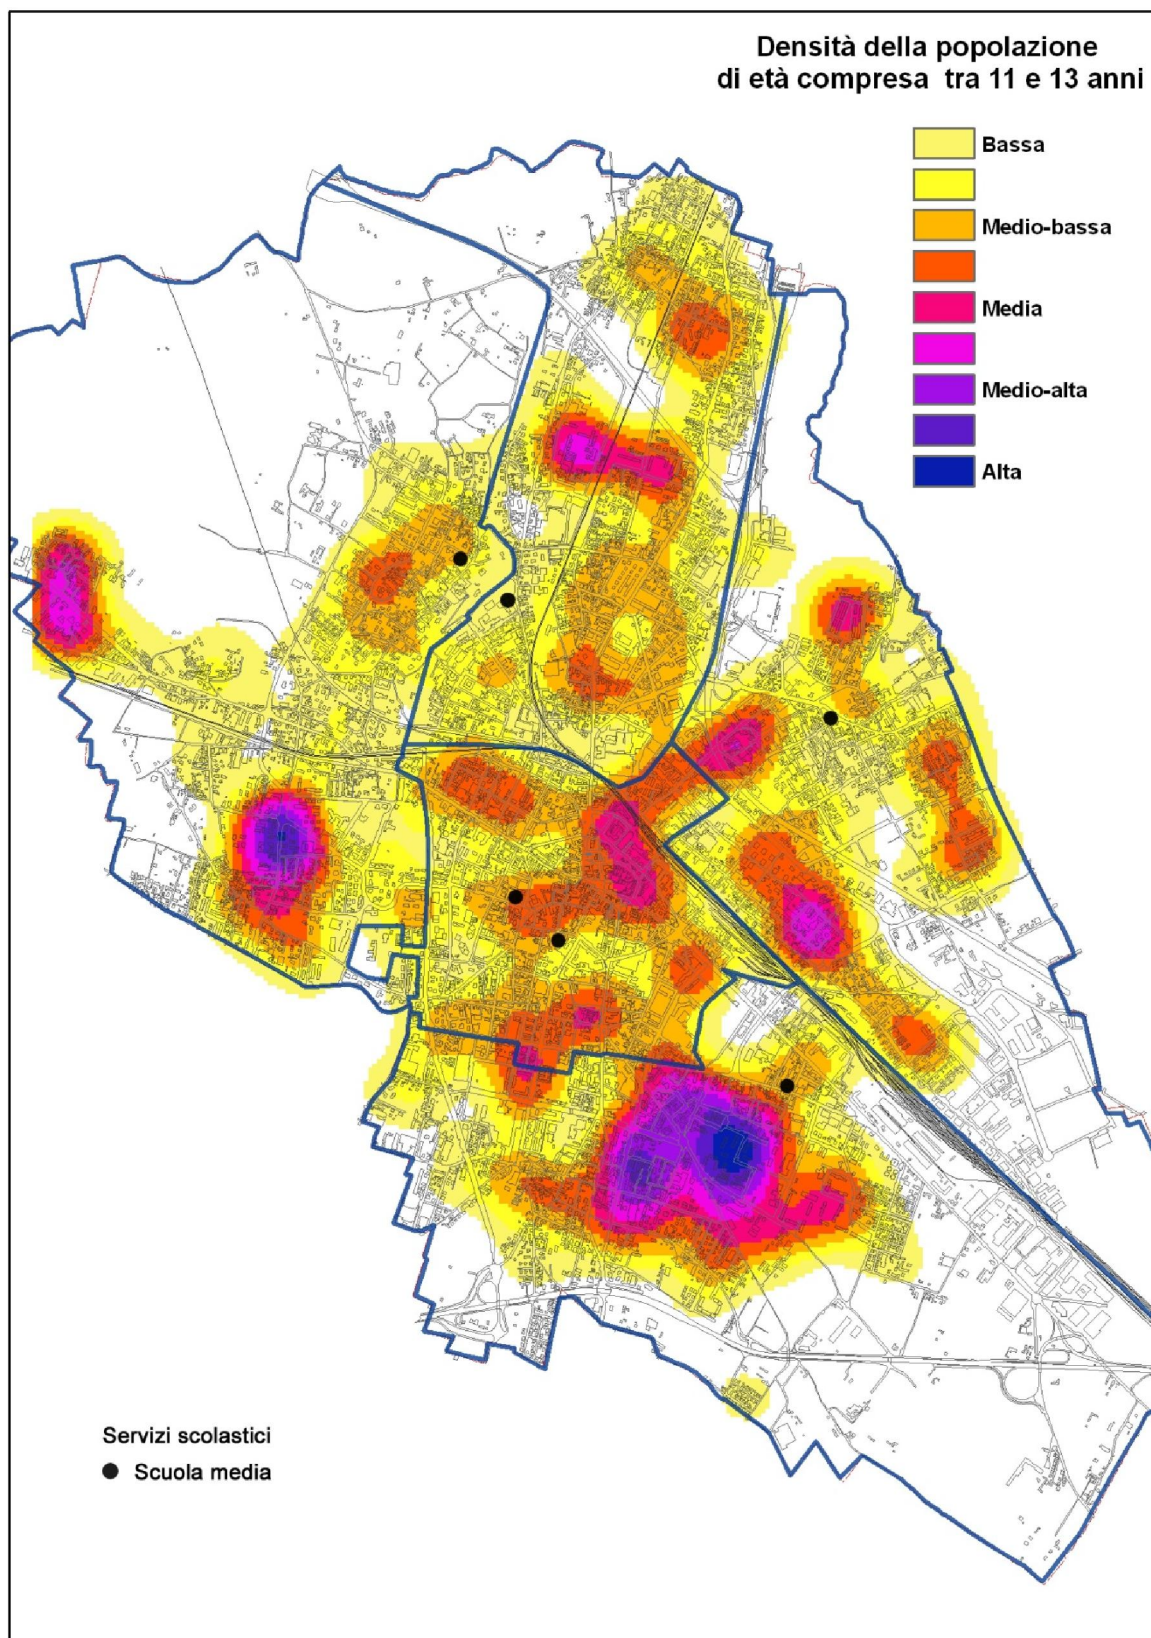 Densità della popolazione
di età compresa tra 11 e 13 anni
Bassa
Medio-bassa
Media
Medio-alta
Alta
Servizi scolastici
Scuola media